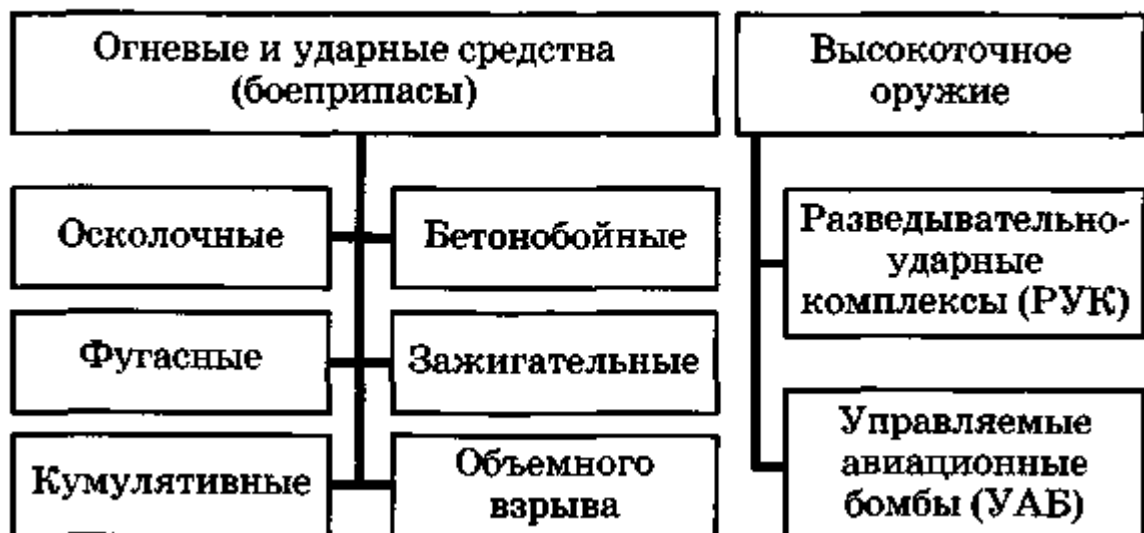 Огневые и ударные средства
(боеприпасы)
Высокоточное
оружие
Осколочные
Бетонобойные
Разведывательно-
ударные
комплексы (РУК)
Фугасные
Зажигательные
Кумулятивные
Объемного
взрыва
Управляемые
авиационные
бомбы (УАБ)